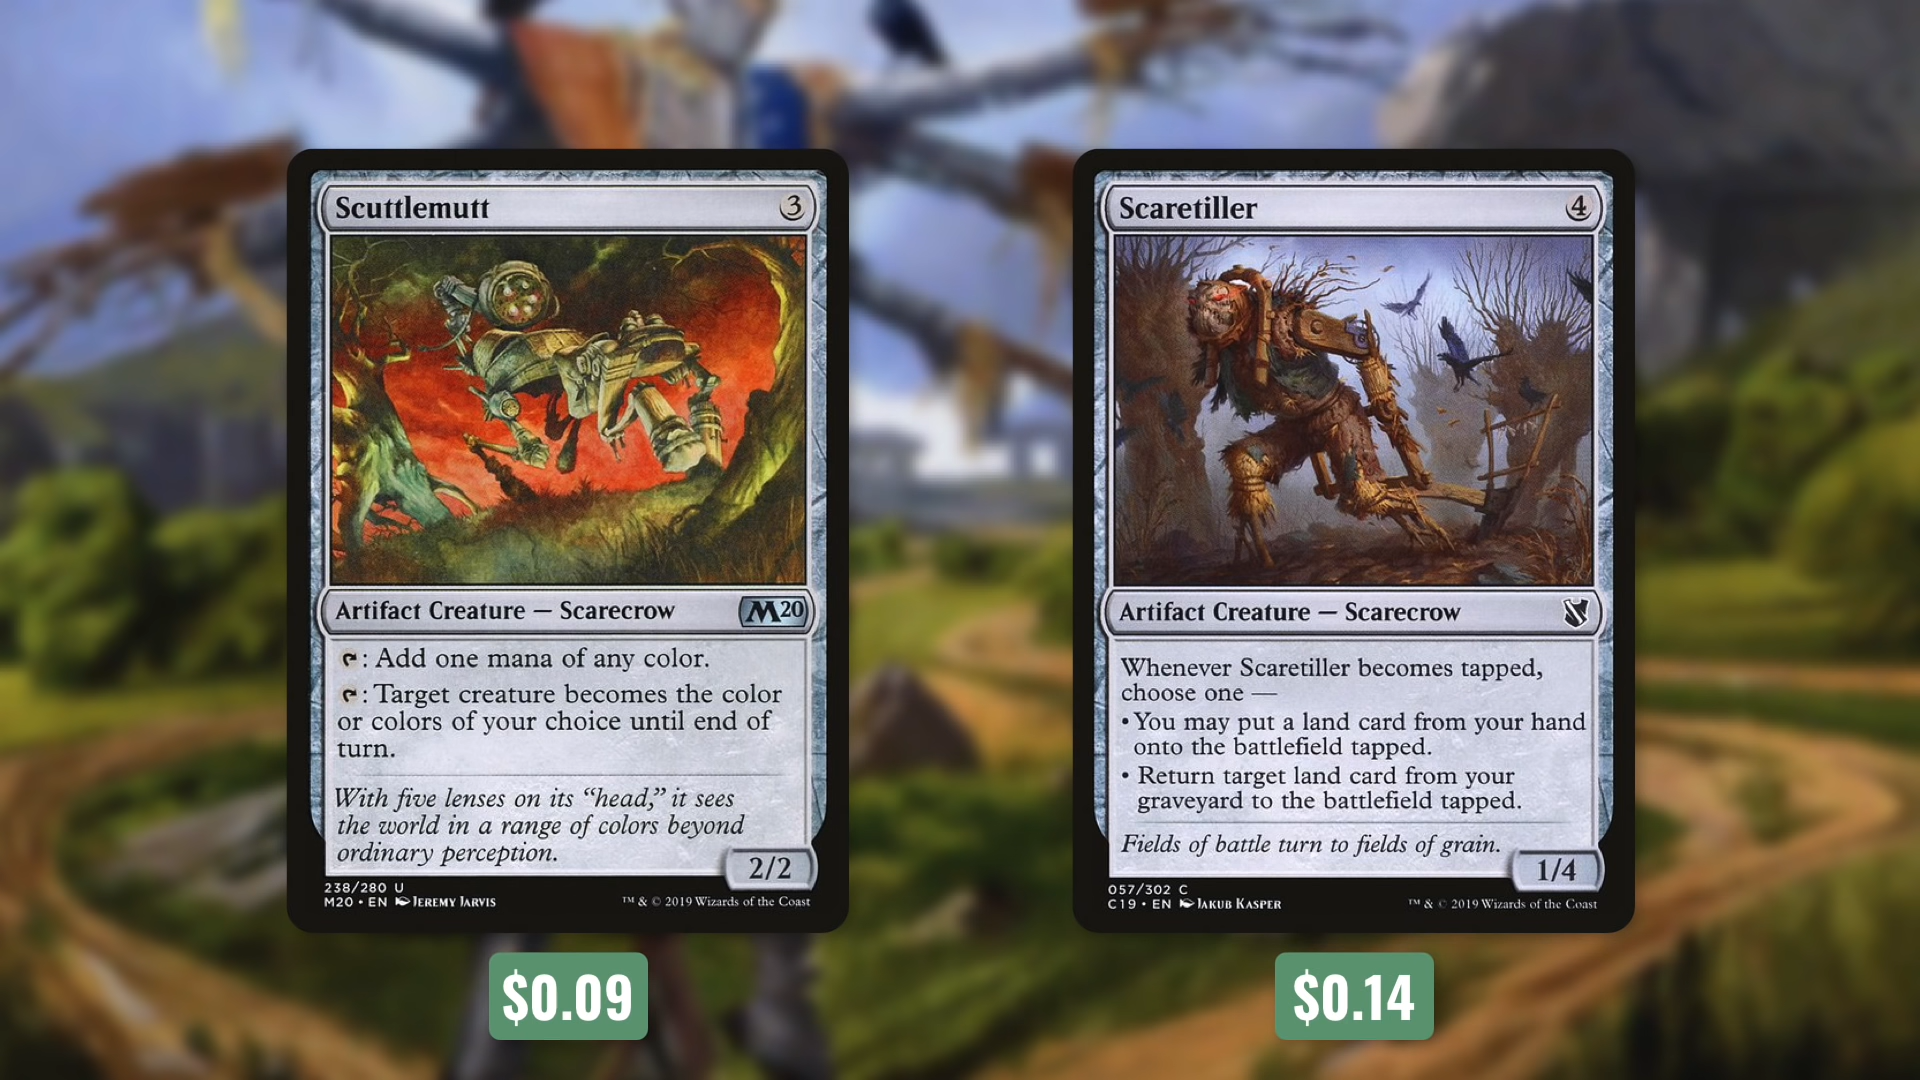 Scuttlemutt 3
Artifact Creature — Scarecrow M20
: Add one mana of any color.
: Target creature becomes the color
or colors of your choice until end of
turn.
With five lenses on its “head,” it sees
the world in a range of colors beyond
ordinary perception.
2/2
238/280 U
M20 • EN JEREMY JARVIS
™ & © 2019 Wizards of the Coast
$0.09
Scaretiller 4
Artifact Creature — Scarecrow
Whenever Scaretiller becomes tapped,
choose one —
• You may put a land card from your hand
onto the battlefield tapped.
• Return target land card from your
graveyard to the battlefield tapped.
Fields of battle turn to fields of grain.
1/4
057/302 C
C19 • EN JAKUB KASPER
™ & © 2019 Wizards of the Coast
$0.14